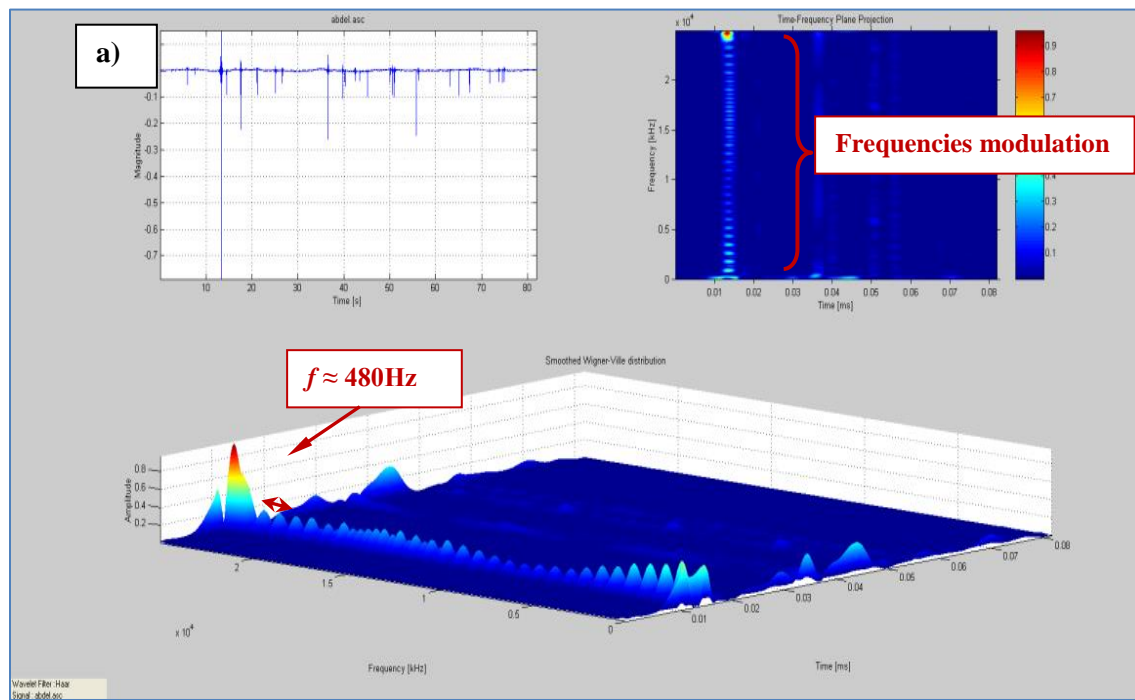 a)
abdel.asc
-0.1
-0.2
-0.3
-0.4
-0.5
-0.6
-0.7
Magnitude
10 20 30 40 50 60 70 80
Time [s]
Time-Frequency Plane Projection
x 10⁴
2
1.5
1
0.5
0
Frequency [kHz]
0.01 0.02 0.03 0.04 0.05 0.06 0.07 0.08
Time [ms]
0.9
0.8
0.7
0.4
0.3
0.2
0.1
Frequencies modulation
f ≈ 480Hz
Smoothed Wigner-Ville distribution
0.8
0.6
0.4
0.2
Amplitude
2
1.5
1
0.5
0
x 10⁴
Frequency [kHz]
0.01
0.02
0.03
0.04
0.05
0.06
0.07
0.08
Time [ms]
Wavelet Filter :Haar
Signal : abdel.asc